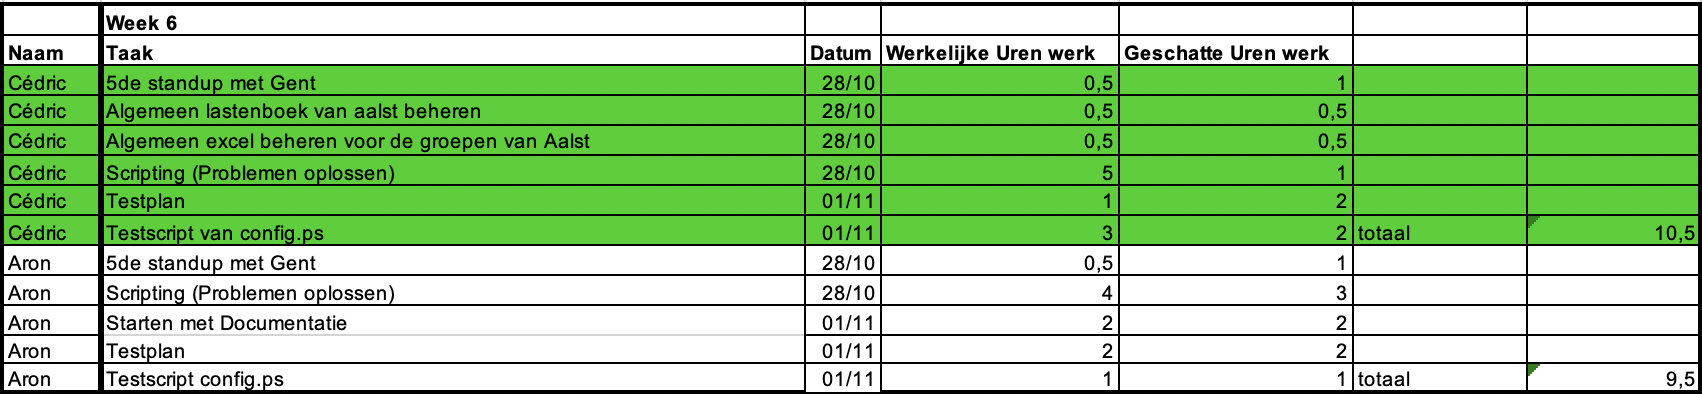 Week 6
Naam Taak Datum Werkelijke Uren werk Geschatte Uren werk
Cédric 5de standup met Gent 28/10 0,5 1
Cédric Algemeen lastenboek van aalst beheren 28/10 0,5 0,5
Cédric Algemeen excel beheren voor de groepen van Aalst 28/10 0,5 0,5
Cédric Scripting (Problemen oplossen) 28/10 5 1
Cédric Testplan 01/11 1 2
Cédric Testscript van config.ps 01/11 3 2 totaal 10,5
Aron 5de standup met Gent 28/10 0,5 1
Aron Scripting (Problemen oplossen) 28/10 4 3
Aron Starten met Documentatie 01/11 2 2
Aron Testplan 01/11 2 2
Aron Testscript config.ps 01/11 1 1 totaal 9,5